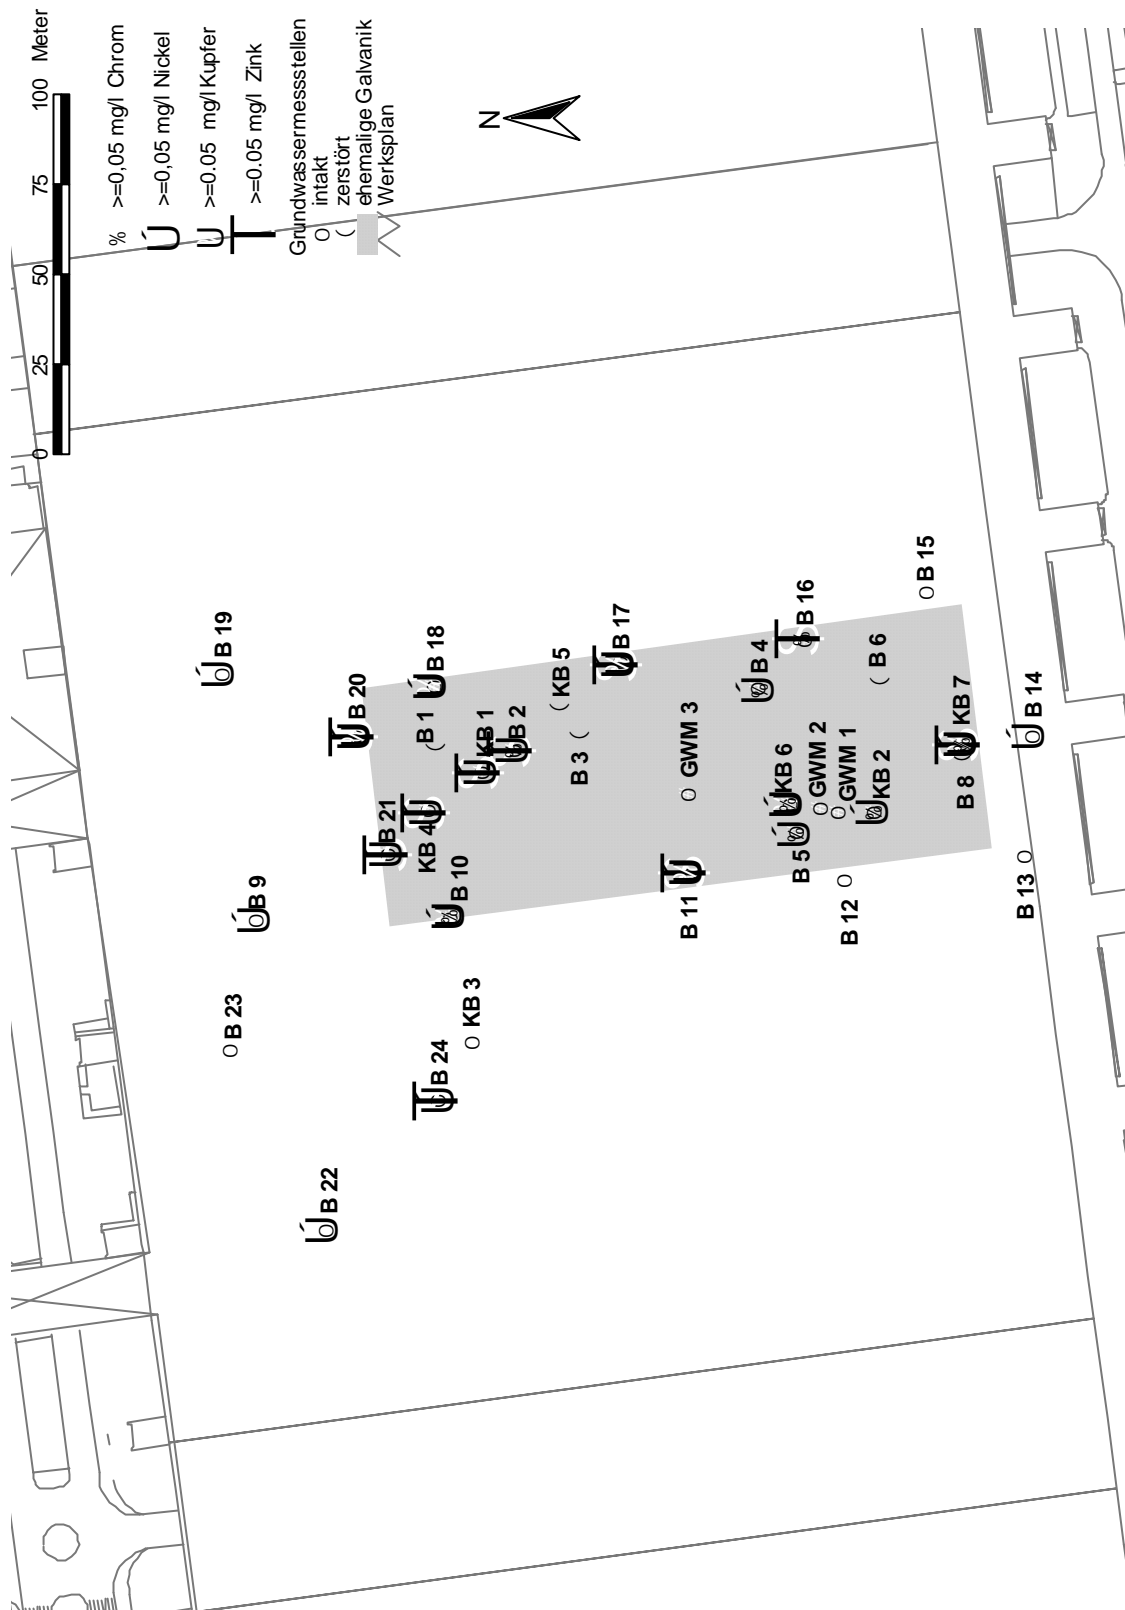 0 25 50 75 100 Meter
% >=0,05 mg/l Chrom
Ú >=0,05 mg/l Nickel
U >=0.05 mg/l Kupfer
>=0.05 mg/l Zink
Grundwassermessstellen
O intakt
( zerstört
ehemalige Galvanik
Werksplan
N
B 19
B 9
B 23
B 22
B 20
B 21
B 18
B 1
KB 4
B 10
KB 1
B 2
KB 3
B 24
KB 5
B 3
B 17
GWM 3
B 11
B 4
B 16
KB 6
B 5
GWM 2
GWM 1
B 12
KB 2
B 6
B 15
KB 7
B 8
B 14
B 13